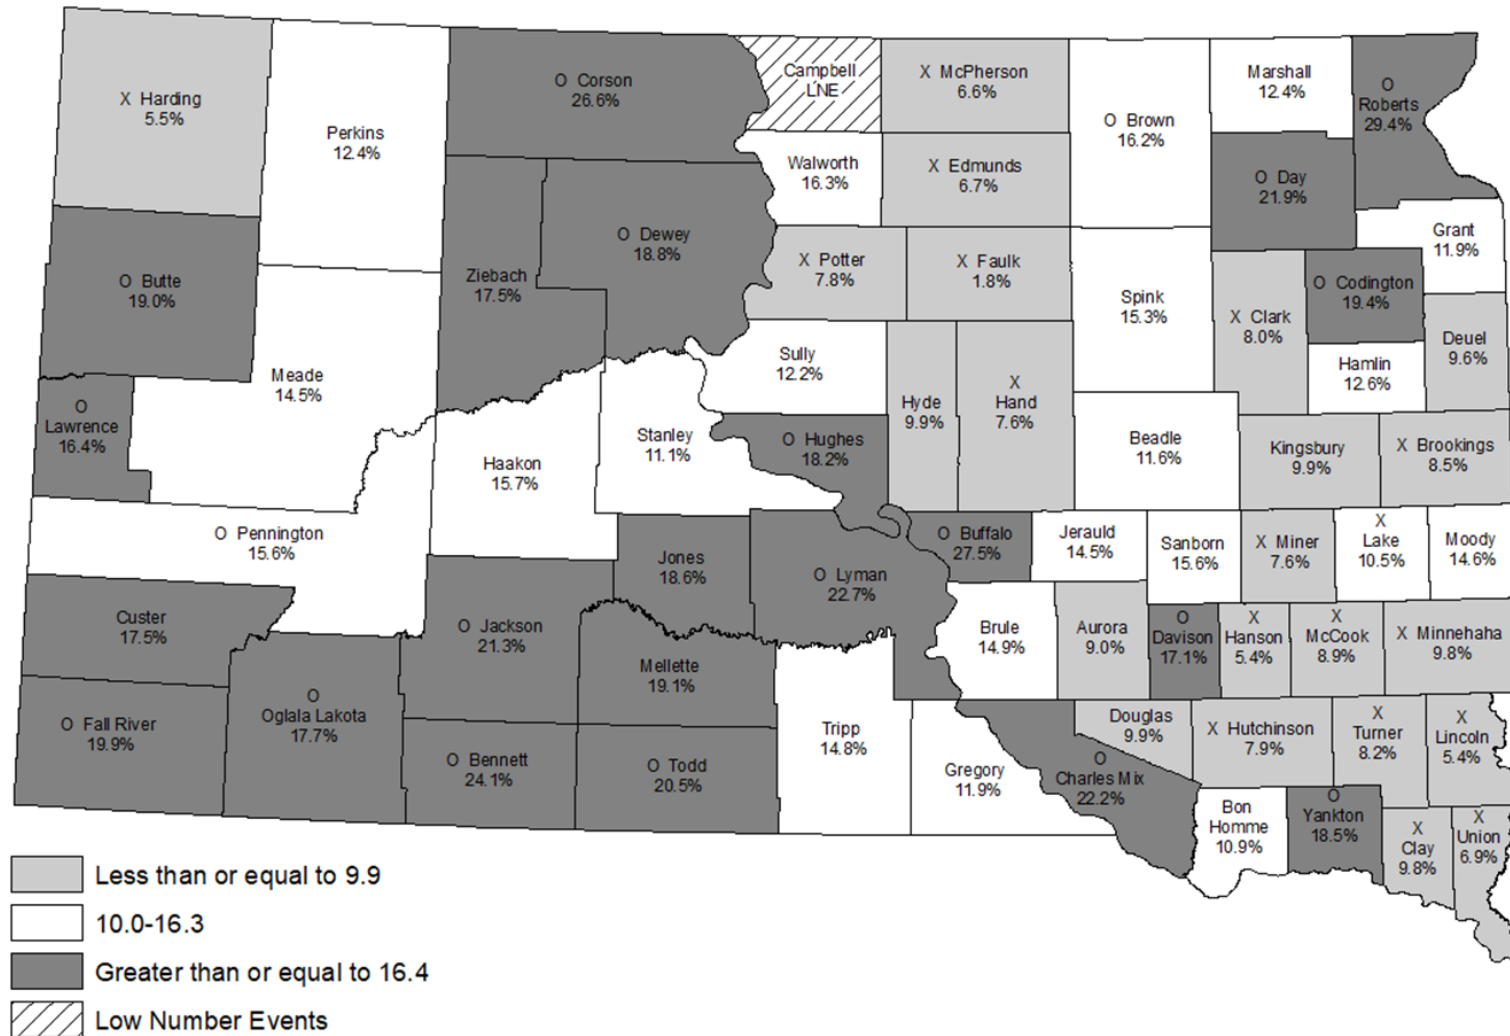 X Harding
5.5%
Perkins
12.4%
O Corson
26.6%
Campbell
LNE
X McPherson
6.6%
O Brown
16.2%
Marshall
12.4%
O
Roberts
29.4%
Walworth
16.3%
X Edmunds
6.7%
O Day
21.9%
Grant
11.9%
O Butte
19.0%
Ziebach
17.5%
O Dewey
18.8%
X Potter
7.8%
X Faulk
1.8%
Spink
15.3%
X Clark
8.0%
O Codington
19.4%
Deuel
9.6%
Hamlin
12.6%
Meade
14.5%
Sully
12.2%
Hyde
9.9%
X
Hand
7.6%
O
Lawrence
16.4%
Haakon
15.7%
Stanley
11.1%
O Hughes
18.2%
Beadle
11.6%
Kingsbury
9.9%
X Brookings
8.5%
O Pennington
15.6%
Jones
18.6%
O Lyman
22.7%
O Buffalo
27.5%
Jerauld
14.5%
Sanborn
15.6%
X Miner
7.6%
X
Lake
10.5%
Moody
14.6%
Custer
17.5%
O Jackson
21.3%
Mellette
19.1%
Brule
14.9%
Aurora
9.0%
O
Davison
17.1%
X
Hanson
5.4%
X
McCook
8.9%
X Minnehaha
9.8%
O Fall River
19.9%
O
Oglala Lakota
17.7%
O Bennett
24.1%
O Todd
20.5%
Tripp
14.8%
Gregory
11.9%
O
Charles Mix
22.2%
Douglas
9.9%
X Hutchinson
7.9%
X
Turner
8.2%
X
Lincoln
5.4%
Bon
Homme
10.9%
O
Yankton
18.5%
X
Clay
9.8%
X
Union
6.9%
Less than or equal to 9.9
10.0-16.3
Greater than or equal to 16.4
Low Number Events